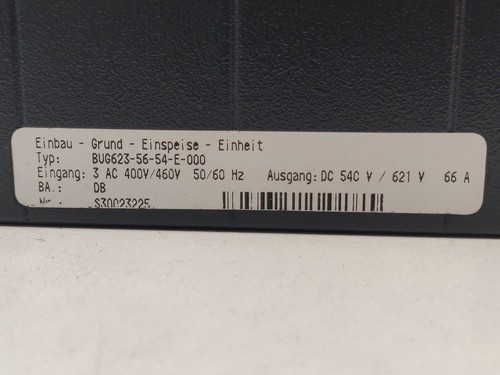 Einbau - Grund - Einspeise - Einheit
Typ: BUG623-56-54-E-000
Eingang: 3 AC 400V/460V 50/60 Hz Ausgang: DC 540 V / 621 V 66 A
BA.: DB
Nr.: S30023225